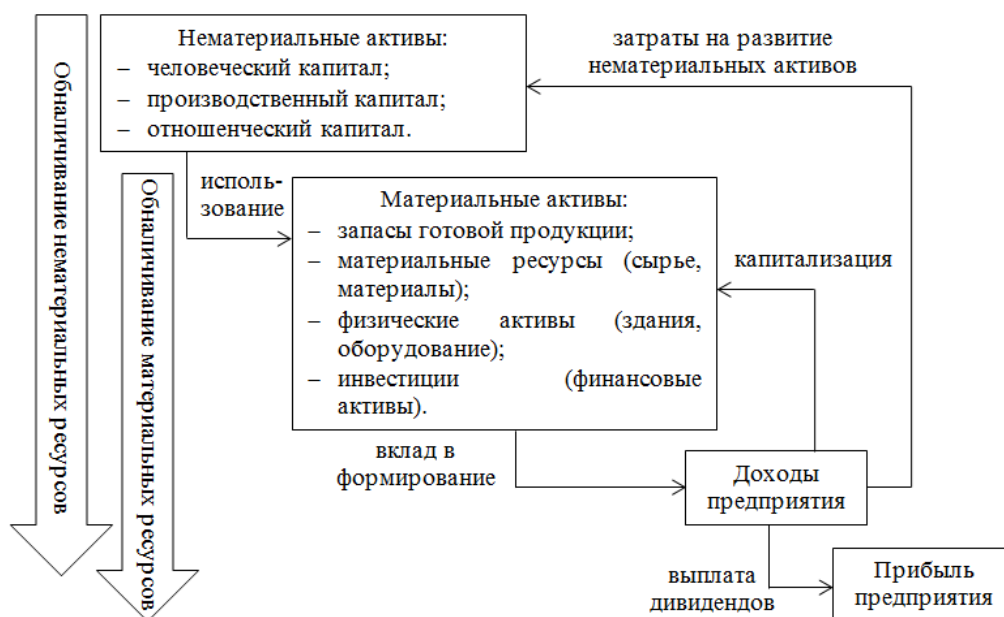 Обналичивание нематериальных ресурсов
Обналичивание материальных ресурсов
Нематериальные активы:
– человеческий капитал;
– производственный капитал;
– отношенческий капитал.
затраты на развитие
нематериальных активов
исполь-
зование
Материальные активы:
– запасы готовой продукции;
– материальные ресурсы (сырье,
материалы);
– физические активы (здания,
оборудование);
– инвестиции (финансовые
активы).
капитализация
вклад в
формирование
Доходы
предприятия
выплата
дивидендов
Прибыль
предприятия